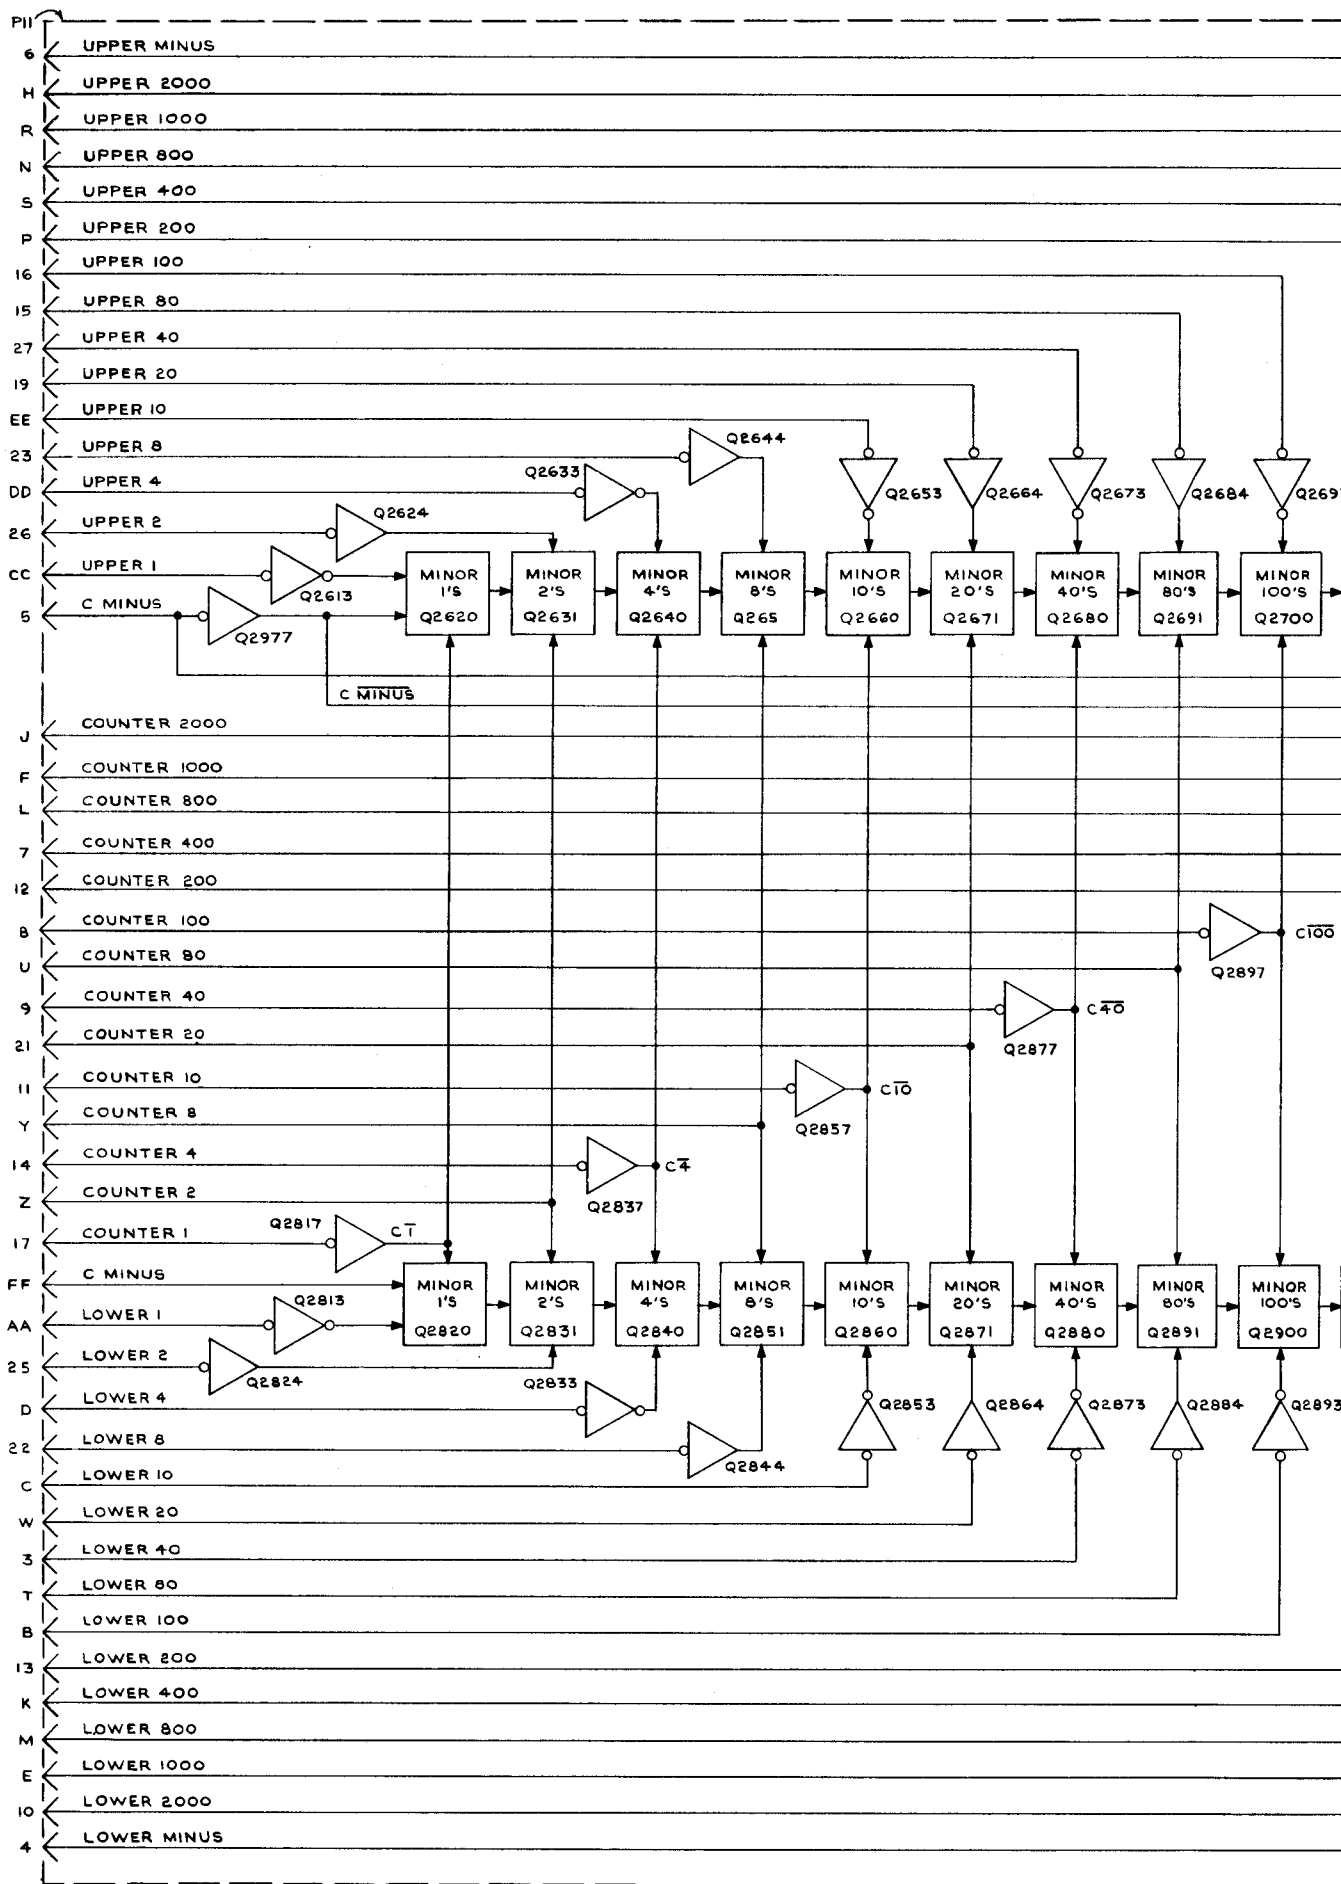 P11
6 UPPER MINUS
H UPPER 2000
R UPPER 1000
N UPPER 800
S UPPER 400
P UPPER 200
16 UPPER 100
15 UPPER 80
27 UPPER 40
19 UPPER 20
EE UPPER 10
23 UPPER 8 Q2644
DD UPPER 4 Q2633 Q2653 Q2664 Q2673 Q2684
26 UPPER 2 Q2624
CC UPPER 1 Q2613
5 C MINUS Q2977
MINOR 1'S Q2620
MINOR 2'S Q2631
MINOR 4'S Q2640
MINOR 8'S Q265
MINOR 10'S Q2660
MINOR 20'S Q2671
MINOR 40'S Q2680
MINOR 80'S Q2691
MINOR 100'S Q2700
C M̅I̅N̅U̅S̅
J COUNTER 2000
F COUNTER 1000
L COUNTER 800
7 COUNTER 400
12 COUNTER 200
B COUNTER 100 C1̅0̅0̅
U COUNTER 80 Q2897
9 COUNTER 40 C4̅0̅
21 COUNTER 20 Q2877
11 COUNTER 10 C1̅0̅
Y COUNTER 8 Q2857
14 COUNTER 4 C4̅
Z COUNTER 2 Q2837
17 COUNTER 1 Q2817 C1̅
FF C MINUS
AA LOWER 1 Q2813
25 LOWER 2 Q2824
MINOR 1'S Q2820
MINOR 2'S Q2831
MINOR 4'S Q2840
MINOR 8'S Q2851
MINOR 10'S Q2860
MINOR 20'S Q2871
MINOR 40'S Q2880
MINOR 80'S Q2891
MINOR 100'S Q2900
D LOWER 4 Q2833 Q2853 Q2864 Q2873 Q2884 Q2893
22 LOWER 8 Q2844
C LOWER 10
W LOWER 20
3 LOWER 40
T LOWER 80
B LOWER 100
13 LOWER 200
K LOWER 400
M LOWER 800
E LOWER 1000
10 LOWER 2000
4 LOWER MINUS